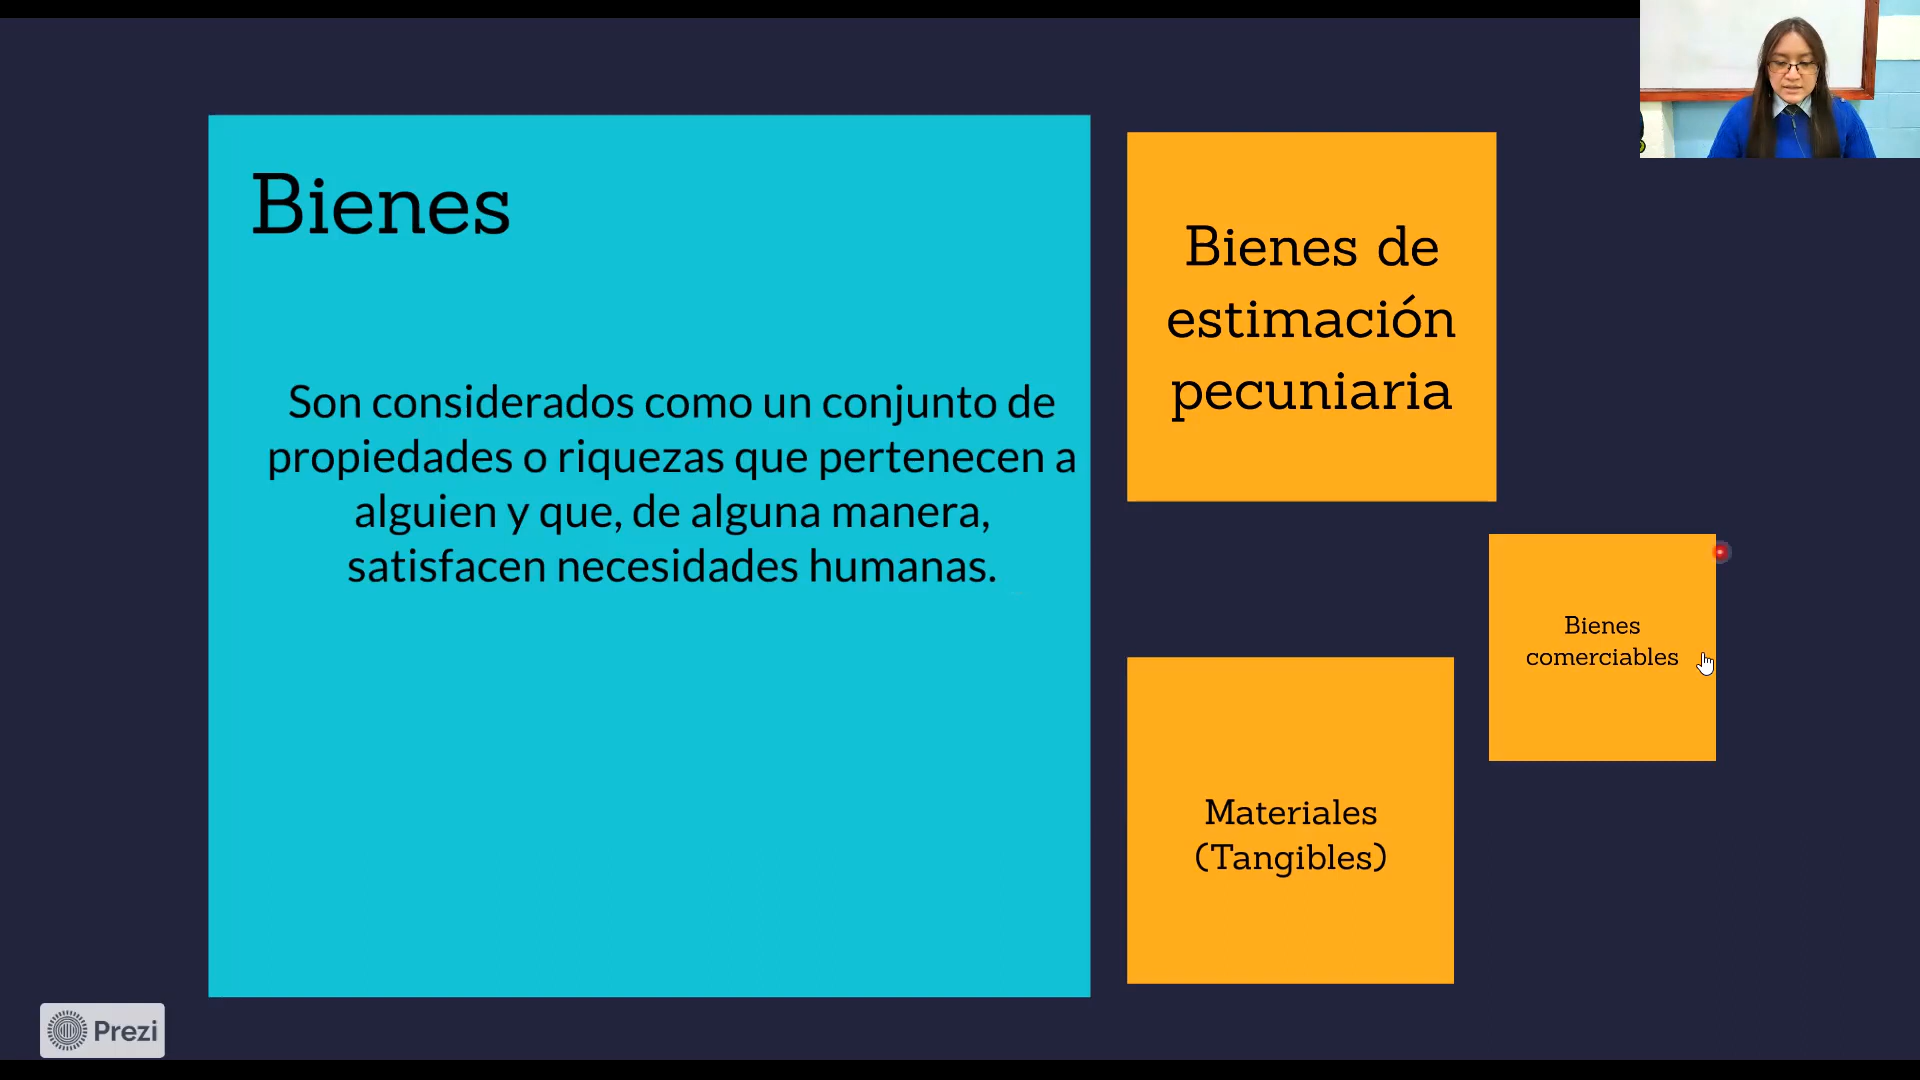 Bienes
Son considerados como un conjunto de
propiedades o riquezas que pertenecen a
alguien y que, de alguna manera,
satisfacen necesidades humanas.
Bienes de
estimación
pecuniaria
Bienes
comerciables
Materiales
(Tangibles)
Prezi